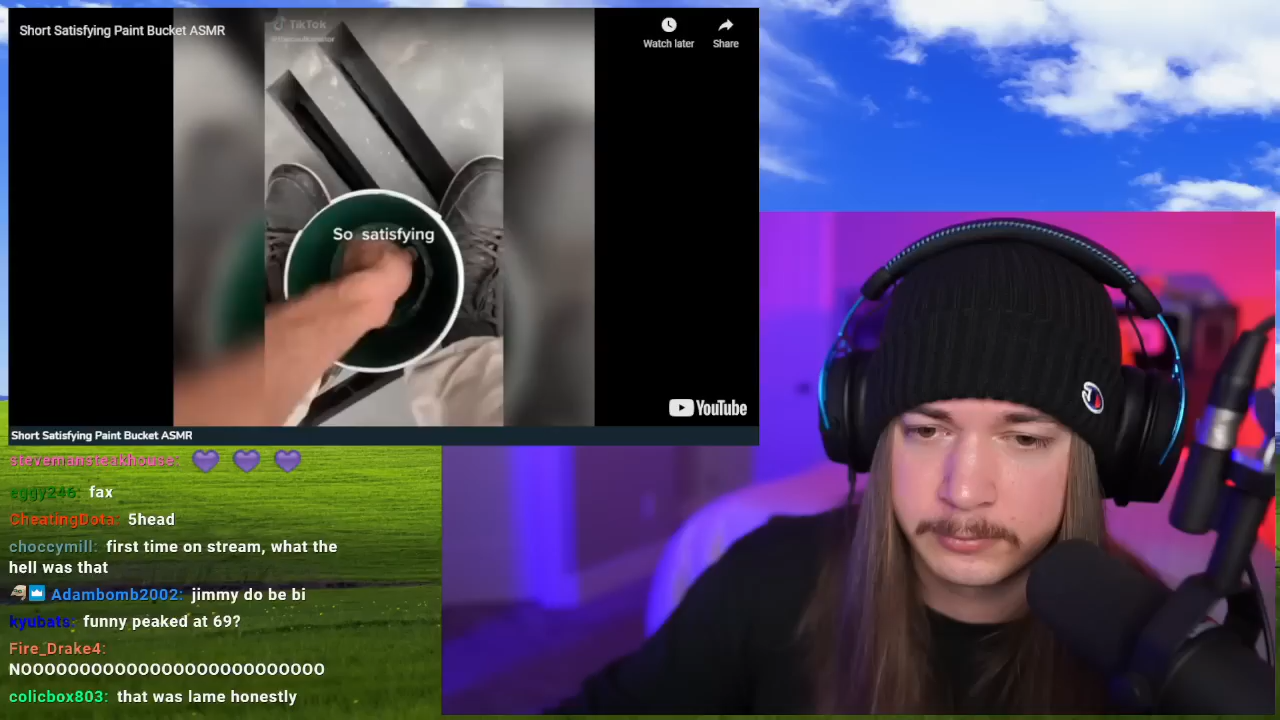 Short Satisfying Paint Bucket ASMR
TikTok
Watch later
Share
So satisfying
YouTube
Short Satisfying Paint Bucket ASMR
stevemansteakhouse:
eggy246: fax
CheatingDota: 5head
choccymill: first time on stream, what the
hell was that
Adambomb2002: jimmy do be bi
kyubats: funny peaked at 69?
Fire_Drake4:
NOOOOOOOOOOOOOOOOOOOOOOOOO
colicbox803: that was lame honestly